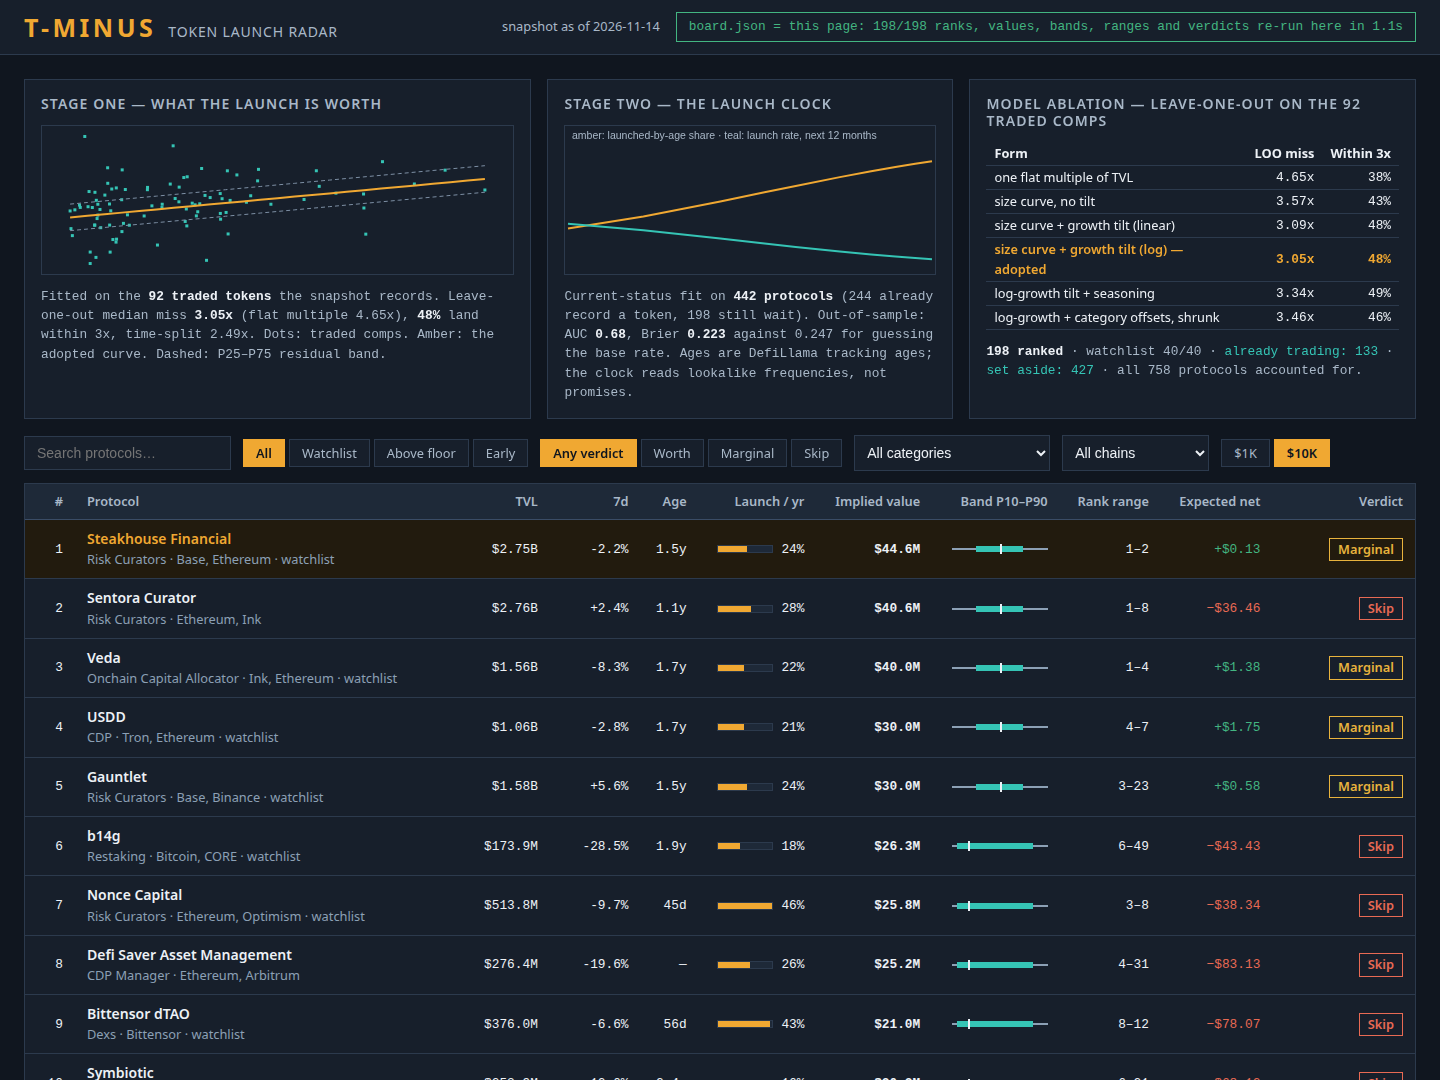 T-MINUS TOKEN LAUNCH RADAR
snapshot as of 2026-11-14
board.json = this page: 198/198 ranks, values, bands, ranges and verdicts re-run here in 1.1s
STAGE ONE — WHAT THE LAUNCH IS WORTH
Fitted on the 92 traded tokens the snapshot records. Leave-
one-out median miss 3.05x (flat multiple 4.65x), 48% land
within 3x, time-split 2.49x. Dots: traded comps. Amber: the
adopted curve. Dashed: P25–P75 residual band.
STAGE TWO — THE LAUNCH CLOCK
amber: launched-by-age share · teal: launch rate, next 12 months
Current-status fit on 442 protocols (244 already
record a token, 198 still wait). Out-of-sample:
AUC 0.68, Brier 0.223 against 0.247 for guessing
the base rate. Ages are DefiLlama tracking ages;
the clock reads lookalike frequencies, not
promises.
MODEL ABLATION — LEAVE-ONE-OUT ON THE 92
TRADED COMPS
Form LOO miss Within 3x
one flat multiple of TVL 4.65x 38%
size curve, no tilt 3.57x 43%
size curve + growth tilt (linear) 3.09x 48%
size curve + growth tilt (log) —
adopted 3.05x 48%
log-growth tilt + seasoning 3.34x 49%
log-growth + category offsets, shrunk 3.46x 46%
198 ranked · watchlist 40/40 · already trading: 133 ·
set aside: 427 · all 758 protocols accounted for.
Search protocols… All Watchlist Above floor Early Any verdict Worth Marginal Skip All categories All chains $1K $10K
# Protocol TVL 7d Age Launch / yr Implied value Band P10–P90 Rank range Expected net Verdict
1 Steakhouse Financial $2.75B -2.2% 1.5y 24% $44.6M 1–2 +$0.13 Marginal
Risk Curators · Base, Ethereum · watchlist
2 Sentora Curator $2.76B +2.4% 1.1y 28% $40.6M 1–8 −$36.46 Skip
Risk Curators · Ethereum, Ink
3 Veda $1.56B -8.3% 1.7y 22% $40.0M 1–4 +$1.38 Marginal
Onchain Capital Allocator · Ink, Ethereum · watchlist
4 USDD $1.06B -2.8% 1.7y 21% $30.0M 4–7 +$1.75 Marginal
CDP · Tron, Ethereum · watchlist
5 Gauntlet $1.58B +5.6% 1.5y 24% $30.0M 3–23 +$0.58 Marginal
Risk Curators · Base, Binance · watchlist
6 b14g $173.9M -28.5% 1.9y 18% $26.3M 6–49 −$43.43 Skip
Restaking · Bitcoin, CORE · watchlist
7 Nonce Capital $513.8M -9.7% 45d 46% $25.8M 3–8 −$38.34 Skip
Risk Curators · Ethereum, Optimism · watchlist
8 Defi Saver Asset Management $276.4M -19.6% — 26% $25.2M 4–31 −$83.13 Skip
CDP Manager · Ethereum, Arbitrum
9 Bittensor dTAO $376.0M -6.6% 56d 43% $21.0M 8–12 −$78.07 Skip
Dexs · Bittensor · watchlist
Symbiotic